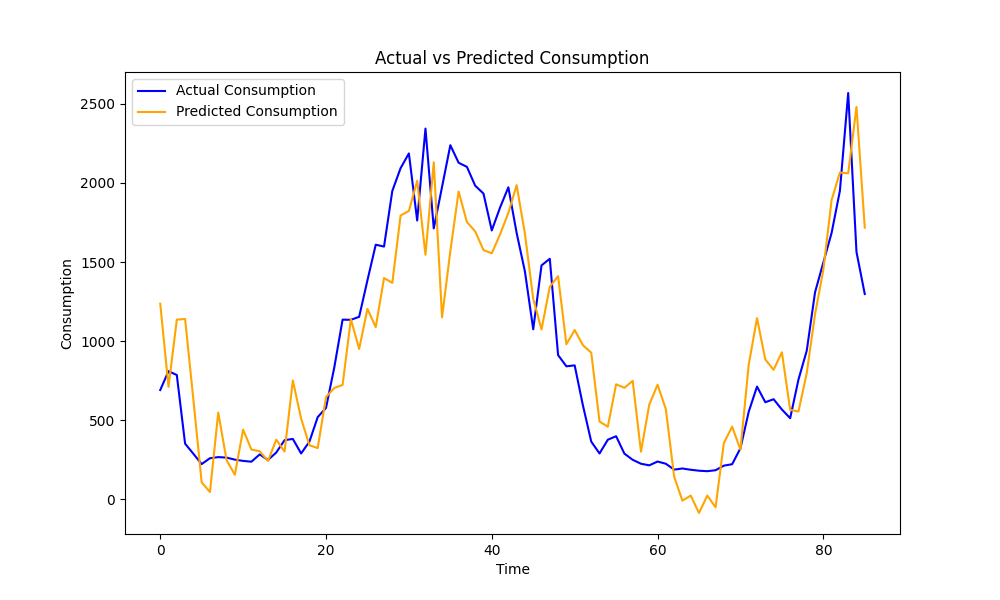 Actual vs Predicted Consumption
Actual Consumption
Predicted Consumption
2500
2000
1500
1000
500
0
Consumption
0 20 40 60 80
Time